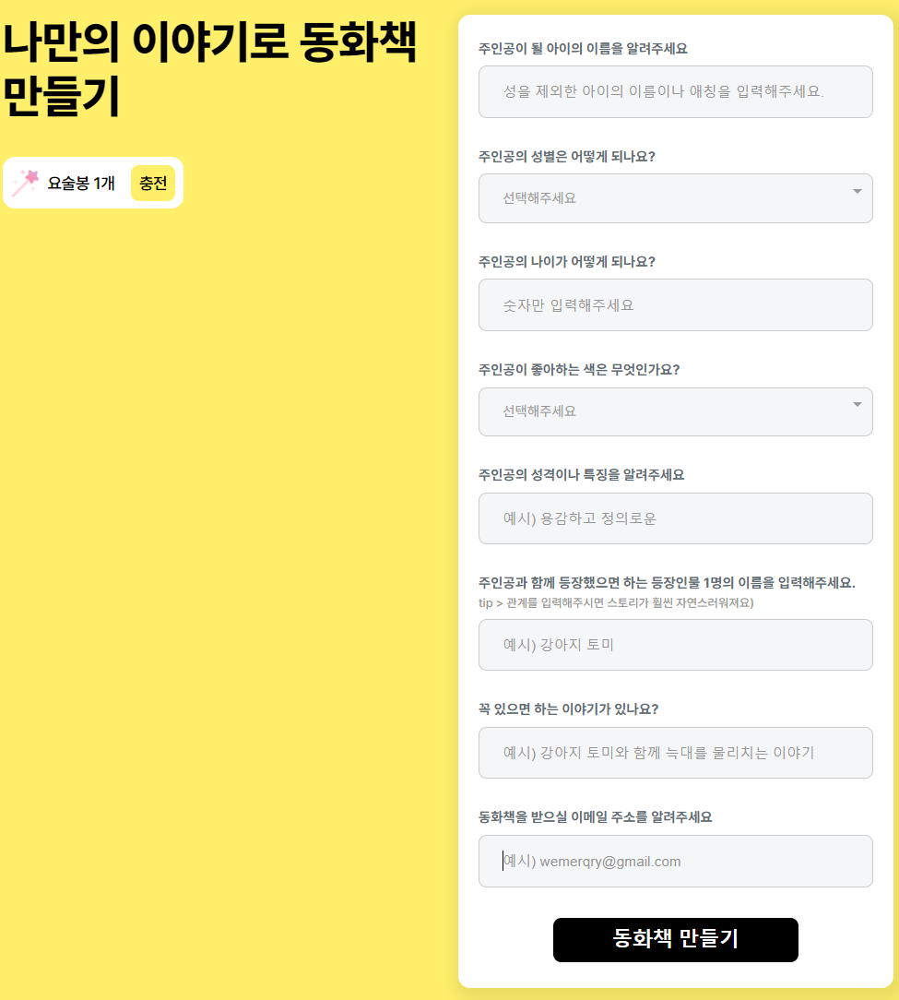 나만의 이야기로 동화책
만들기
요술봉 1개
충전
주인공이 될 아이의 이름을 알려주세요
성을 제외한 아이의 이름이나 애칭을 입력해주세요.
주인공의 성별은 어떻게 되나요?
선택해주세요
주인공의 나이가 어떻게 되나요?
숫자만 입력해주세요
주인공이 좋아하는 색은 무엇인가요?
선택해주세요
주인공의 성격이나 특징을 알려주세요
예시) 용감하고 정의로운
주인공과 함께 등장했으면 하는 등장인물 1명의 이름을 입력해주세요.
tip > 관계를 입력해주시면 스토리가 훨씬 자연스러워져요)
예시) 강아지 토미
꼭 있으면 하는 이야기가 있나요?
예시) 강아지 토미와 함께 늑대를 물리치는 이야기
동화책을 받으실 이메일 주소를 알려주세요
예시) wemerqry@gmail.com
동화책 만들기